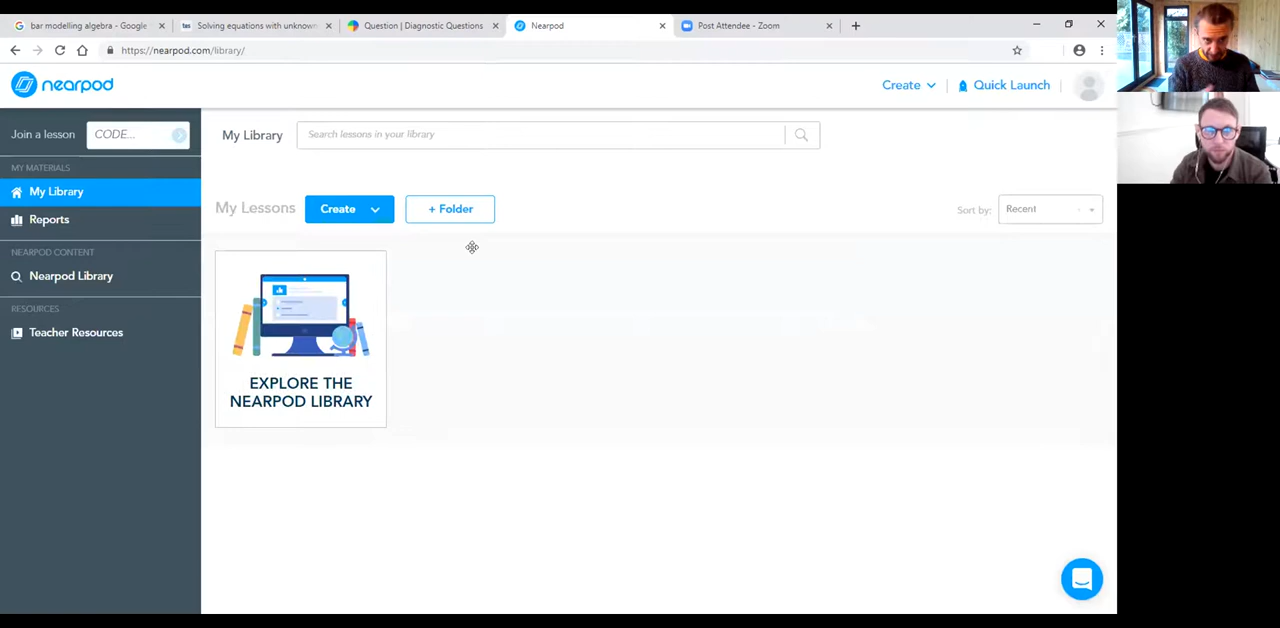 bar modelling algebra - Google
Solving equations with unknown
Question | Diagnostic Questions
Nearpod
Post Attendee - Zoom
https://nearpod.com/library/
nearpod
Create
Quick Launch
Join a lesson
CODE...
My Library
Search lessons in your library
MY MATERIALS
My Library
Reports
My Lessons
Create
+ Folder
Sort by:
Recent
NEARPOD CONTENT
Nearpod Library
RESOURCES
Teacher Resources
EXPLORE THE
NEARPOD LIBRARY